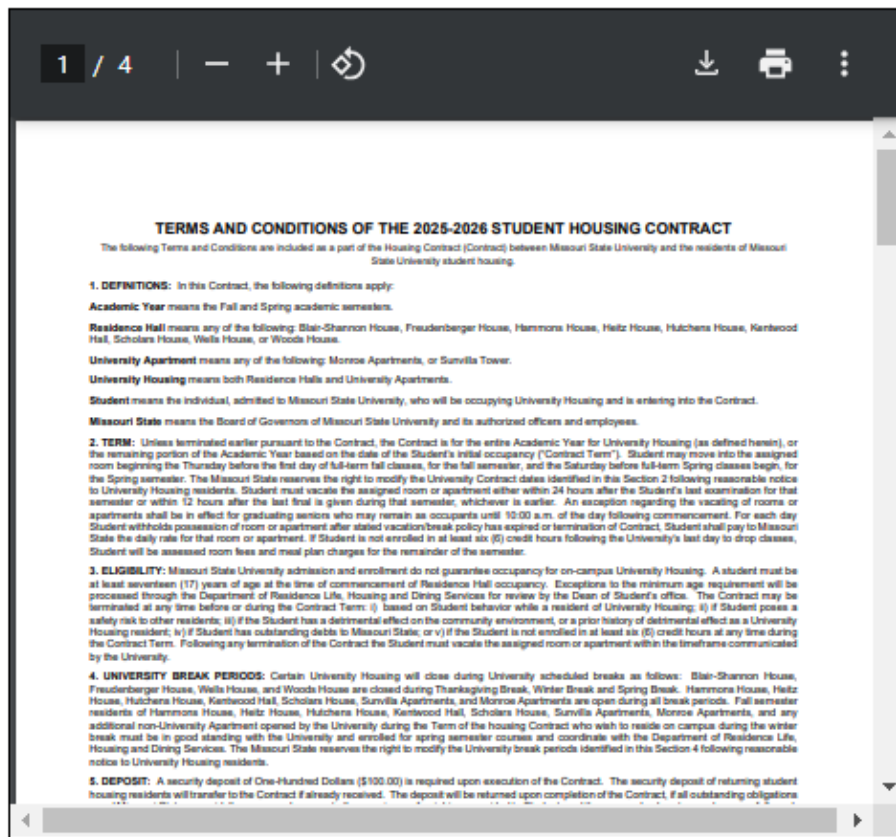 1 / 4
TERMS AND CONDITIONS OF THE 2025-2026 STUDENT HOUSING CONTRACT
The following Terms and Conditions are included as a part of the Housing Contract (Contract) between Missouri State University and the residents of Missouri
State University student housing.
1. DEFINITIONS: In this Contract, the following definitions apply:
Academic Year means the Fall and Spring academic semesters.
Residence Hall means any of the following: Blair-Shannon House, Freudenberger House, Hammons House, Heitz House, Hutchens House, Kentwood
Hall, Scholars House, Wells House, or Woods House.
University Apartment means any of the following: Monroe Apartments, or Sunvilla Tower.
University Housing means both Residence Halls and University Apartments.
Student means the individual, admitted to Missouri State University, who will be occupying University Housing and is entering into the Contract.
Missouri State means the Board of Governors of Missouri State University and its authorized officers and employees.
2. TERM: Unless terminated earlier pursuant to the Contract, the Contract is for the entire Academic Year for University Housing (as defined herein), or
the remaining portion of the Academic Year based on the date of the Student's initial occupancy ("Contract Term"). Student may move into the assigned
room beginning the Thursday before the first day of full-term fall classes, for the fall semester, and the Saturday before full-term Spring classes begin, for
the Spring semester. The Missouri State reserves the right to modify the University Contract dates identified in this Section 2 following reasonable notice
to University Housing residents. Student must vacate the assigned room or apartment either within 24 hours after the Student's last examination for that
semester or within 12 hours after the last final is given during that semester, whichever is earlier. An exception regarding the vacating of rooms or
apartments shall be in effect for graduating seniors who may remain as occupants until 10:00 a.m. of the day following commencement. For each day
Student withholds possession of room or apartment after stated vacation/break policy has expired or termination of Contract, Student shall pay to Missouri
State the daily rate for that room or apartment. If Student is not enrolled in at least six (6) credit hours following the University's last day to drop classes,
Student will be assessed room fees and meal plan charges for the remainder of the semester.
3. ELIGIBILITY: Missouri State University admission and enrollment do not guarantee occupancy for on-campus University Housing. A student must be
at least seventeen (17) years of age at the time of commencement of Residence Hall occupancy. Exceptions to the minimum age requirement will be
processed through the Department of Residence Life, Housing and Dining Services for review by the Dean of Student's office. The Contract may be
terminated at any time before or during the Contract Term: i) based on Student behavior while a resident of University Housing; ii) if Student poses a
safety risk to other residents; iii) if the Student has a detrimental effect on the community environment, or a prior history of detrimental effect as a University
Housing resident; iv) if Student has outstanding debts to Missouri State; or v) if the Student is not enrolled in at least six (6) credit hours at any time during
the Contract Term. Following any termination of the Contract the Student must vacate the assigned room or apartment within the timeframe communicated
by the University.
4. UNIVERSITY BREAK PERIODS: Certain University Housing will close during University scheduled breaks as follows: Blair-Shannon House,
Freudenberger House, Wells House, and Woods House are closed during Thanksgiving Break, Winter Break and Spring Break. Hammons House, Heitz
House, Hutchens House, Kentwood Hall, Scholars House, Sunvilla Apartments, and Monroe Apartments are open during all break periods. Fall semester
residents of Hammons House, Heitz House, Hutchens House, Kentwood Hall, Scholars House, Sunvilla Apartments, Monroe Apartments, and any
additional non-University Apartment opened by the University during the Term of the housing Contract who wish to reside on campus during the winter
break must be in good standing with the University and enrolled for spring semester courses and coordinate with the Department of Residence Life,
Housing and Dining Services. The Missouri State reserves the right to modify the University break periods identified in this Section 4 following reasonable
notice to University Housing residents.
5. DEPOSIT: A security deposit of One-Hundred Dollars ($100.00) is required upon execution of the Contract. The security deposit of returning student
housing residents will transfer to the Contract if already received. The deposit will be returned upon completion of the Contract, if all outstanding obligations